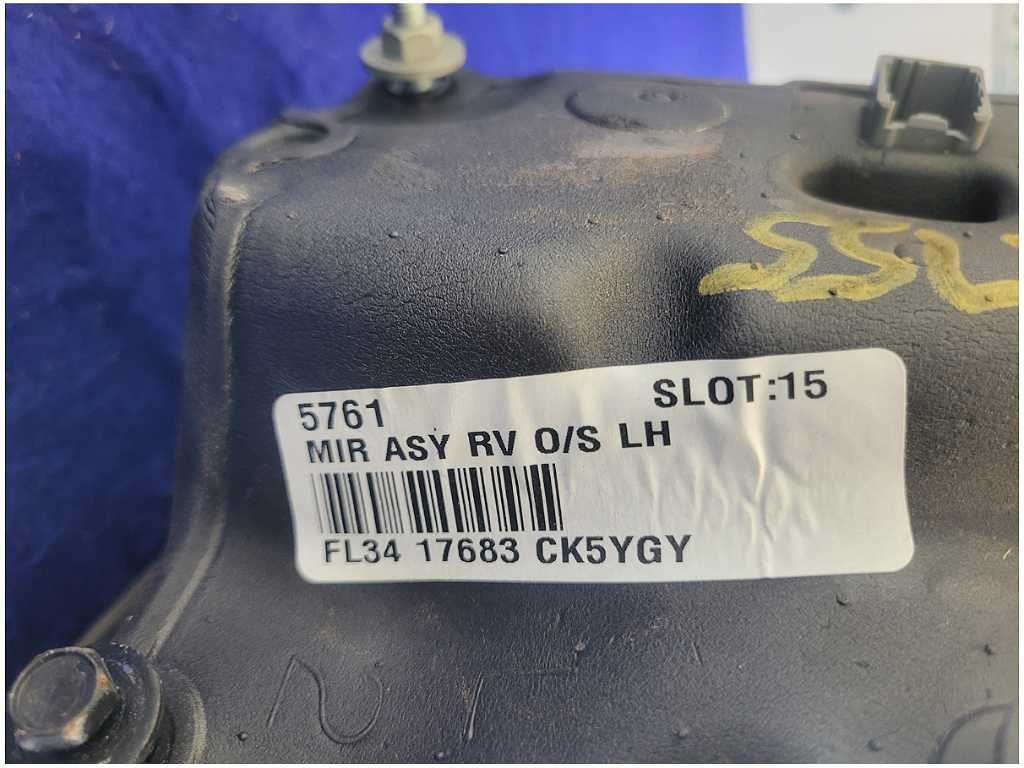 5761 SLOT:15
MIR ASY RV O/S LH
FL34 17683 CK5YGY